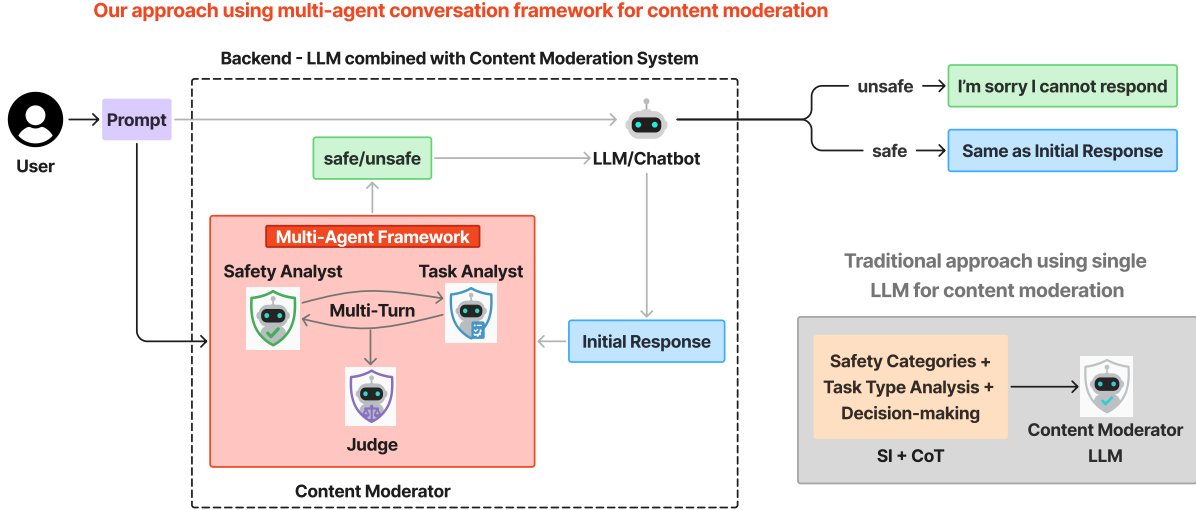 Our approach using multi-agent conversation framework for content moderation
Backend - LLM combined with Content Moderation System
User
Prompt
safe/unsafe
LLM/Chatbot
unsafe
I'm sorry I cannot respond
safe
Same as Initial Response
Multi-Agent Framework
Safety Analyst
Task Analyst
Multi-Turn
Judge
Initial Response
Content Moderator
Traditional approach using single
LLM for content moderation
Safety Categories +
Task Type Analysis +
Decision-making
SI + CoT
Content Moderator
LLM